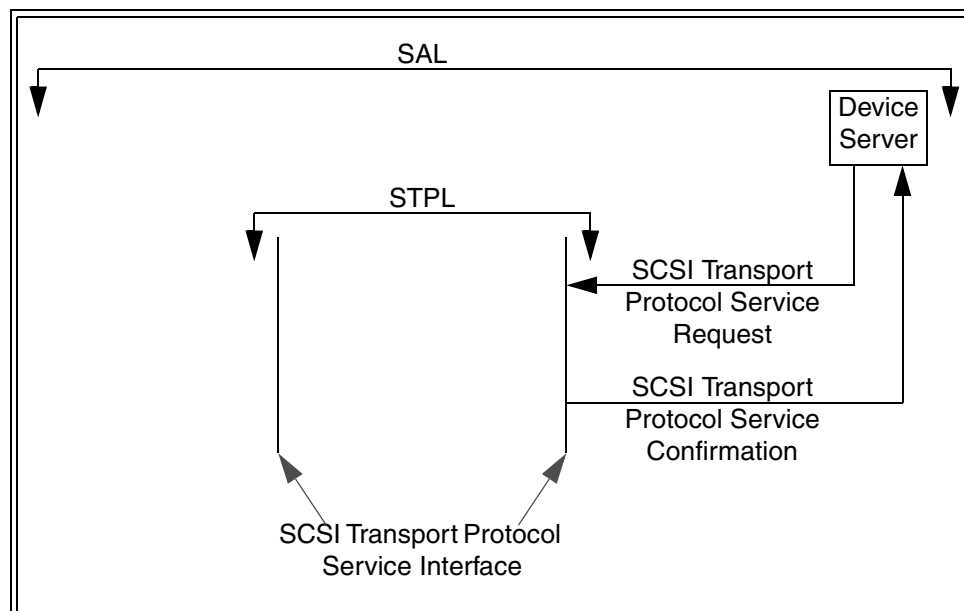 SAL
Device
Server
STPL
SCSI Transport
Protocol Service
Request
SCSI Transport
Protocol Service
Confirmation
SCSI Transport Protocol
Service Interface